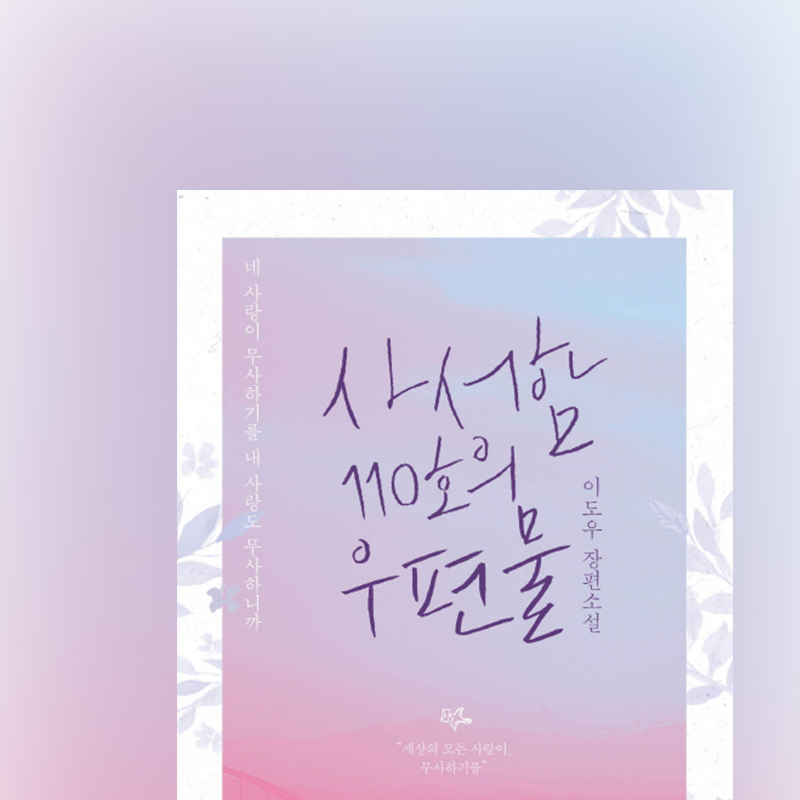 네 사랑이 무사하기를 내 사랑도 무사하니까
사서함
110호의
우편물
이도우 장편소설
“세상의 모든 사랑이,
무사하기를”